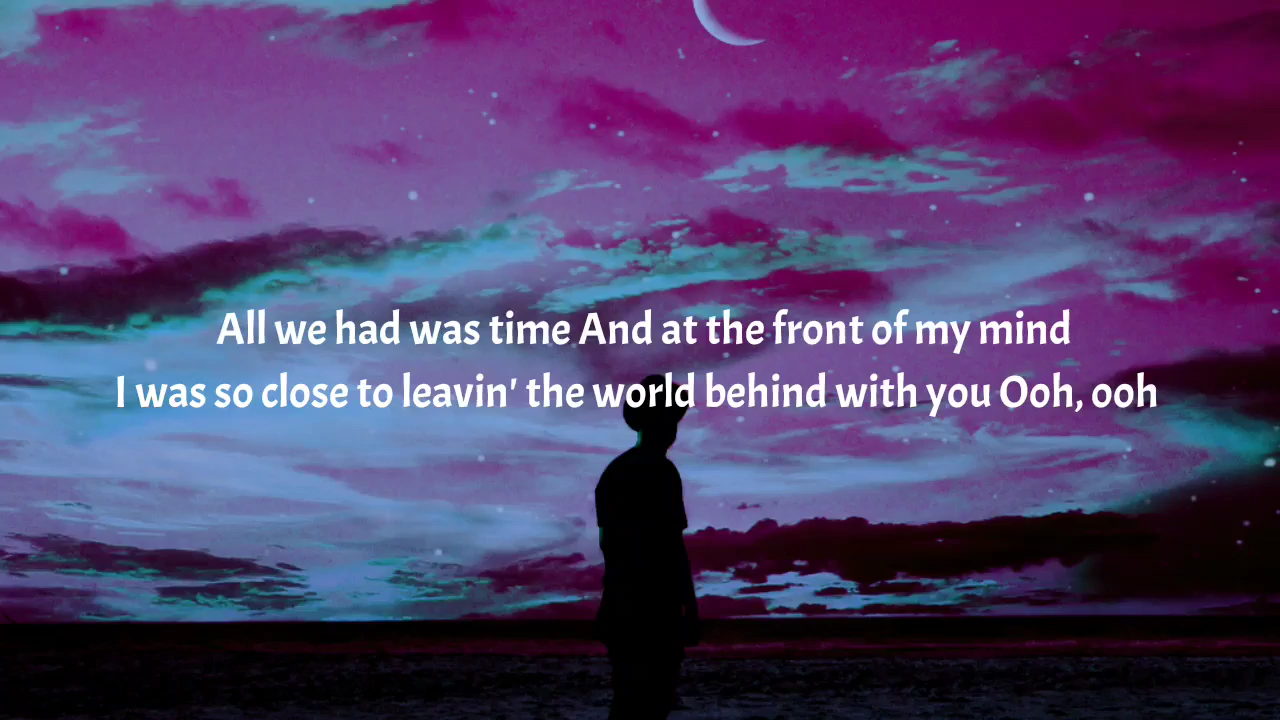 All we had was time And at the front of my mind
I was so close to leavin' the world behind with you Ooh, ooh